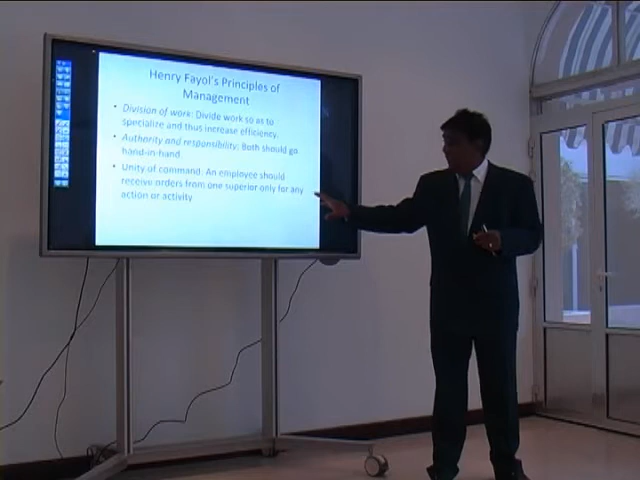 Henry Fayol's Principles of
Management
• Division of work: Divide work so as to
specialize and thus increase efficiency.
• Authority and responsibility: Both should go
hand-in-hand
• Unity of command: An employee should
receive orders from one superior only for any
action or activity